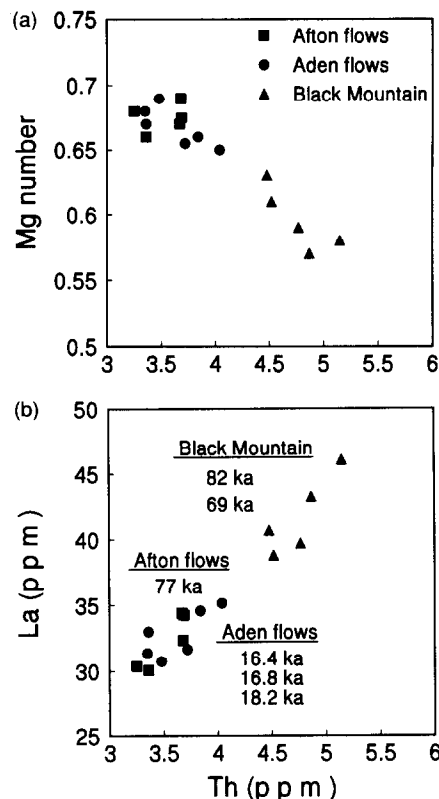 (a)
0.75
Afton flows
Aden flows
Black Mountain
0.7
0.65
0.6
0.55
0.5
Mg number
3 3.5 4 4.5 5 5.5 6
Th (p p m)
(b)
50
45
40
35
30
25
La (p p m)
Black Mountain
82 ka
69 ka
Afton flows
77 ka
Aden flows
16.4 ka
16.8 ka
18.2 ka
3 3.5 4 4.5 5 5.5 6
Th (p p m)